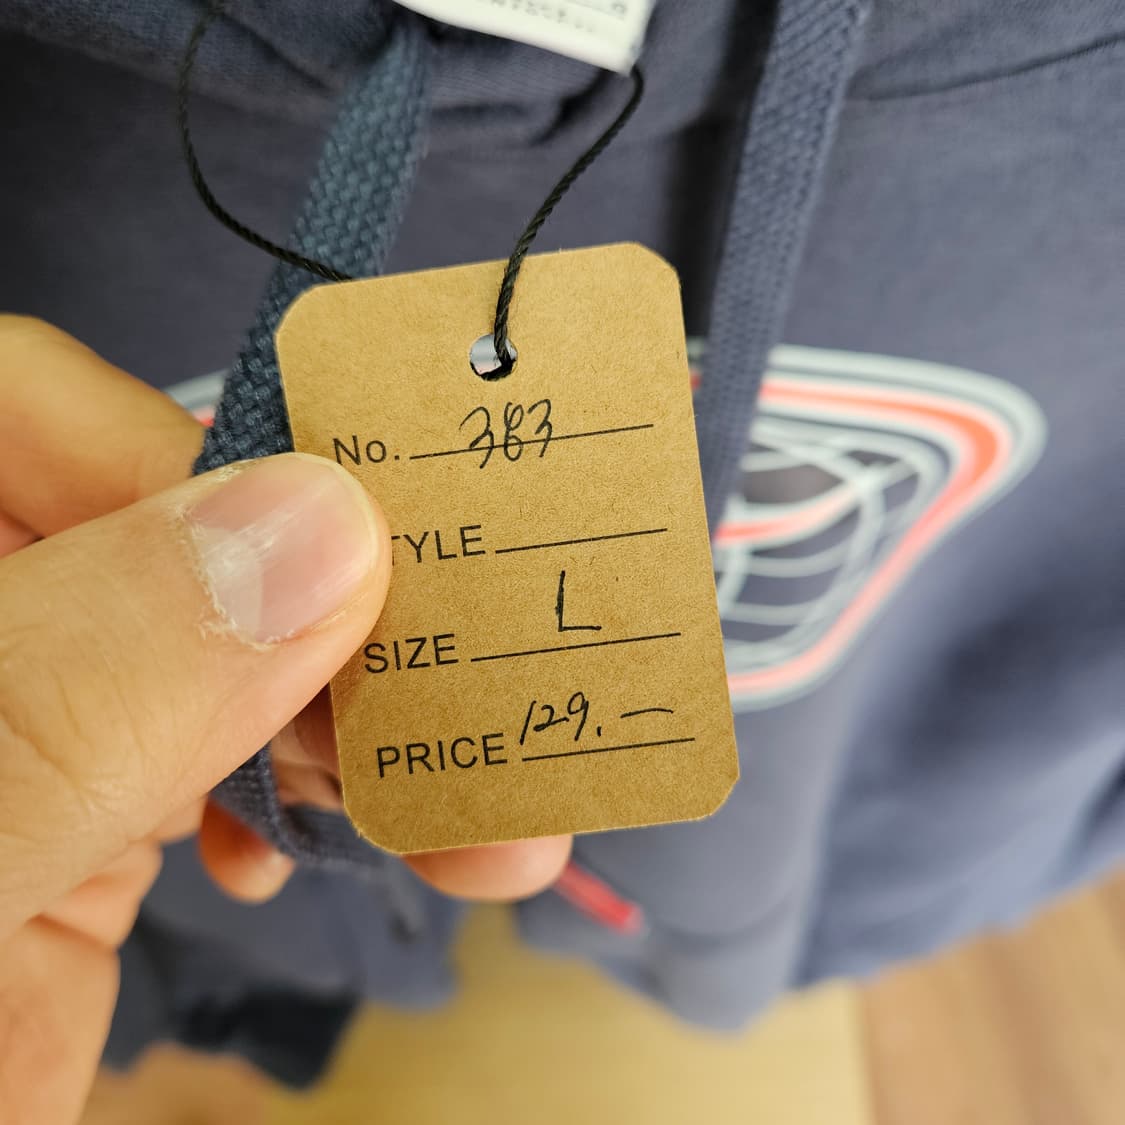 No. 383
TYLE
SIZE L
PRICE 129.—